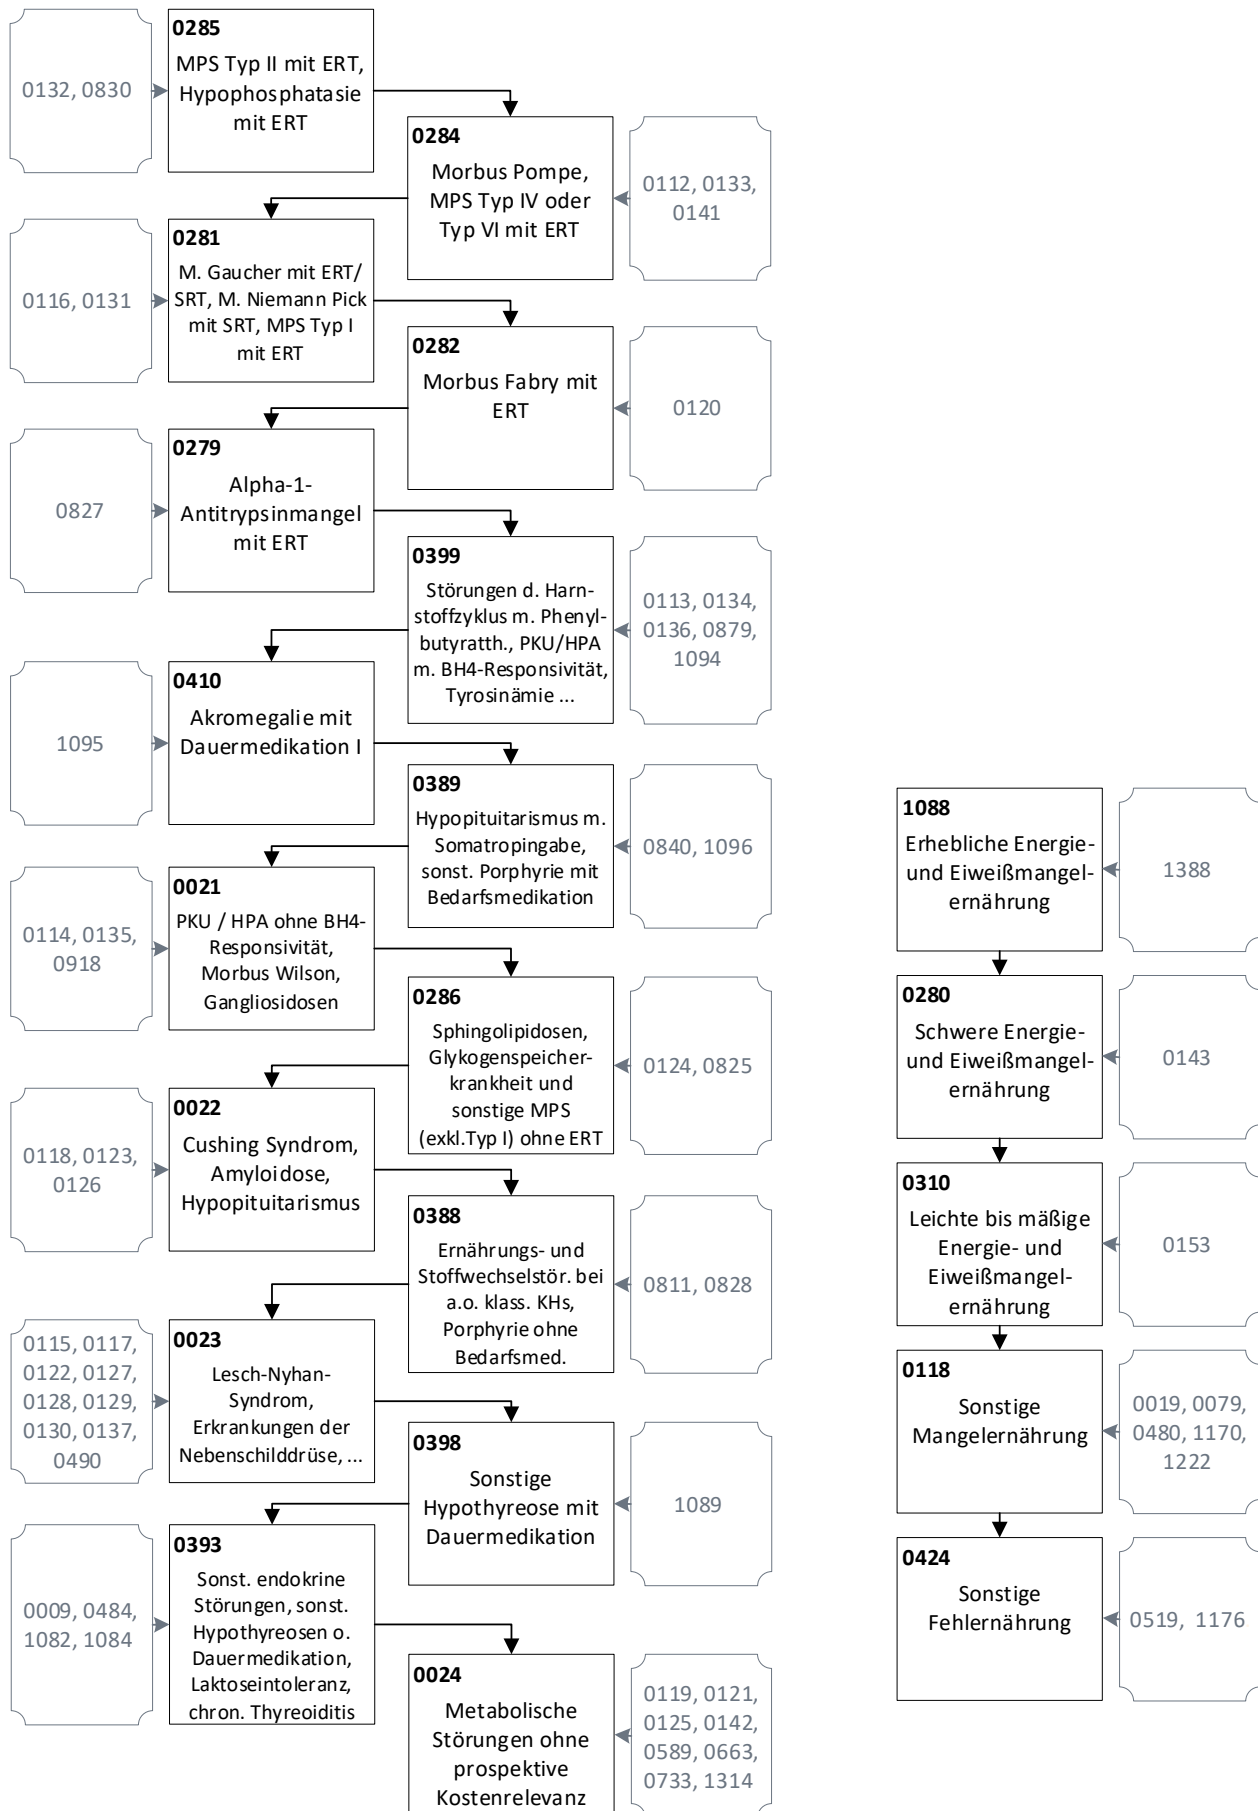 0132, 0830
0285
MPS Typ II mit ERT,
Hypophosphatasie
mit ERT
0284
Morbus Pompe,
MPS Typ IV oder
Typ VI mit ERT
0112, 0133,
0141
0116, 0131
0281
M. Gaucher mit ERT/
SRT, M. Niemann Pick
mit SRT, MPS Typ I
mit ERT
0282
Morbus Fabry mit
ERT
0120
0827
0279
Alpha-1-
Antitrypsinmangel
mit ERT
0399
Störungen d. Harn-
stoffzyklus m. Phenyl-
butyratth., PKU/HPA
m. BH4-Responsivität,
Tyrosinämie ...
0113, 0134,
0136, 0879,
1094
1095
0410
Akromegalie mit
Dauermedikation I
0389
Hypopituitarismus m.
Somatropingabe,
sonst. Porphyrie mit
Bedarfsmedikation
0840, 1096
0114, 0135,
0918
0021
PKU / HPA ohne BH4-
Responsivität,
Morbus Wilson,
Gangliosidosen
0286
Sphingolipidosen,
Glykogenspeicher-
krankheit und
sonstige MPS
(exkl.Typ I) ohne ERT
0124, 0825
0118, 0123,
0126
0022
Cushing Syndrom,
Amyloidose,
Hypopituitarismus
0388
Ernährungs- und
Stoffwechselstör. bei
a.o. klass. KHs,
Porphyrie ohne
Bedarfsmed.
0811, 0828
0115, 0117,
0122, 0127,
0128, 0129,
0130, 0137,
0490
0023
Lesch-Nyhan-
Syndrom,
Erkrankungen der
Nebenschilddrüse, ...
0398
Sonstige
Hypothyreose mit
Dauermedikation
1089
0009, 0484,
1082, 1084
0393
Sonst. endokrine
Störungen, sonst.
Hypothyreosen o.
Dauermedikation,
Laktoseintoleranz,
chron. Thyreoiditis
0024
Metabolische
Störungen ohne
prospektive
Kostenrelevanz
0119, 0121,
0125, 0142,
0589, 0663,
0733, 1314
1088
Erhebliche Energie-
und Eiweißmangel-
ernährung
1388
0280
Schwere Energie-
und Eiweißmangel-
ernährung
0143
0310
Leichte bis mäßige
Energie- und
Eiweißmangel-
ernährung
0153
0118
Sonstige
Mangelernährung
0019, 0079,
0480, 1170,
1222
0424
Sonstige
Fehlernährung
0519, 1176